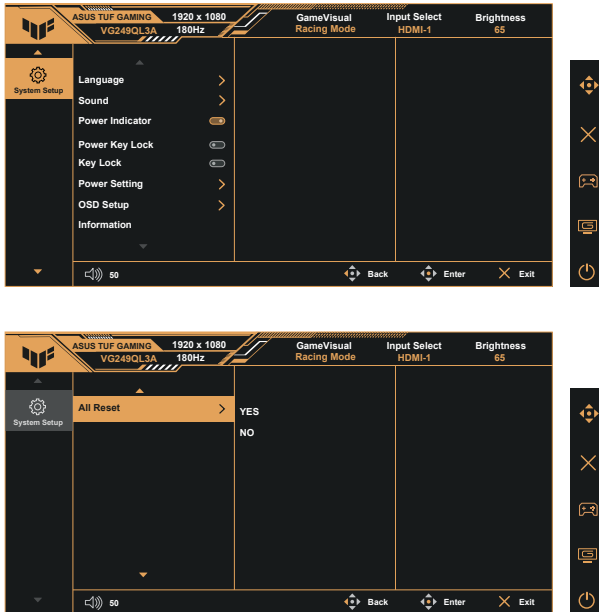 ASUS TUF GAMING 1920 x 1080 GameVisual Input Select Brightness
VG249QL3A 180Hz Racing Mode HDMI-1 65
System Setup
Language
Sound
Power Indicator
Power Key Lock
Key Lock
Power Setting
OSD Setup
Information
50 Back Enter Exit
ASUS TUF GAMING 1920 x 1080 GameVisual Input Select Brightness
VG249QL3A 180Hz Racing Mode HDMI-1 65
System Setup
All Reset YES
NO
50 Back Enter Exit